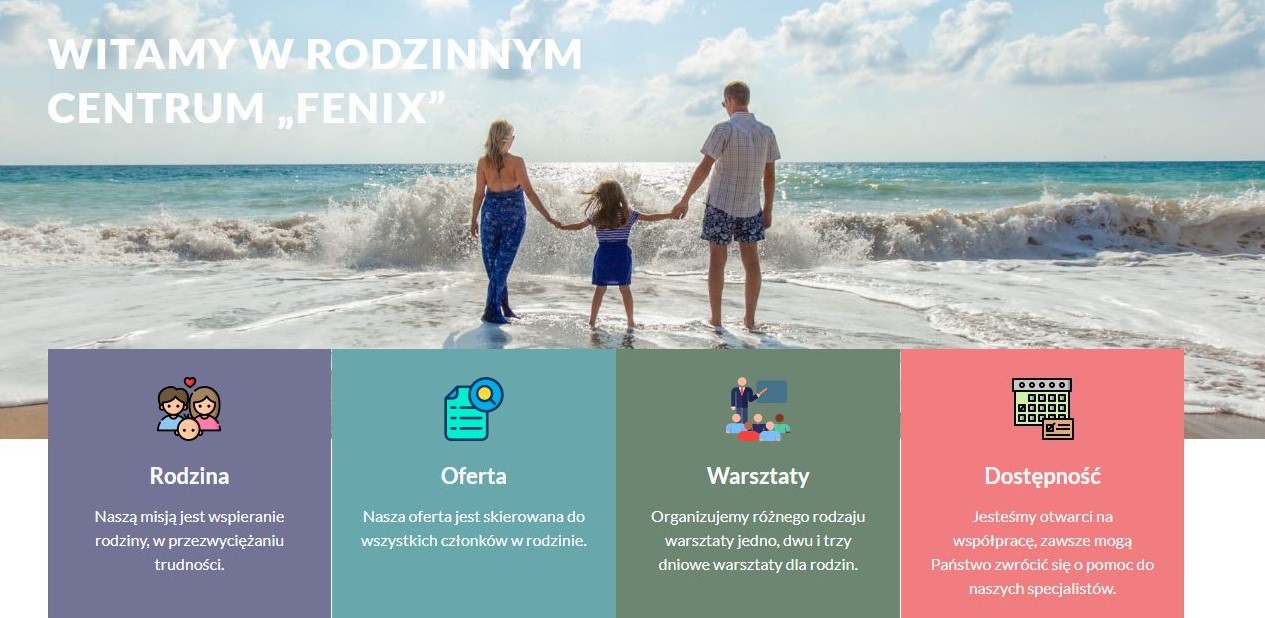 WITAMY W RODZINNYM
CENTRUM „FENIX”
Rodzina
Naszą misją jest wspieranie
rodziny, w przezwyciężaniu
trudności.
Oferta
Nasza oferta jest skierowana do
wszystkich członków w rodzinie.
Warsztaty
Organizujemy różnego rodzaju
warsztaty jedno, dwu i trzy
dniowe warsztaty dla rodzin.
Dostępność
Jesteśmy otwarci na
współpracę, zawsze mogą
Państwo zwrócić się o pomoc do
naszych specjalistów.